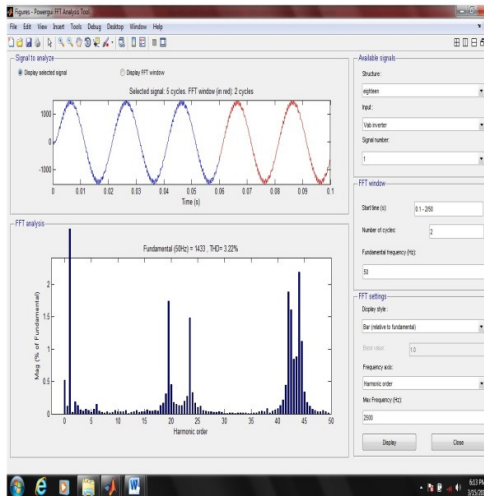 Figures - Powergui FFT Analysis Tool
File Edit View Insert Tools Debug Desktop Window Help
Signal to analyze
Display selected signal
Display FFT window
Selected signal: 5 cycles. FFT window (in red): 2 cycles
1000
0
-1000
0 0.01 0.02 0.03 0.04 0.05 0.06 0.07 0.08 0.09 0.1
Time (s)
FFT analysis
Fundamental (50Hz) = 1433 , THD= 3.22%
Mag (% of Fundamental)
2
1.5
1
0.5
0
0 5 10 15 20 25 30 35 40 45 50
Harmonic order
Available signals
Structure :
eighteen
Input :
Vab inverter
Signal number:
1
FFT window
Start time (s):
0.1 - 2/50
Number of cycles:
2
Fundamental frequency (Hz):
50
FFT settings
Display style :
Bar (relative to fundamental)
Base value :
1.0
Frequency axis:
Harmonic order
Max Frequency (Hz):
2500
Display
Close
6:13 PM